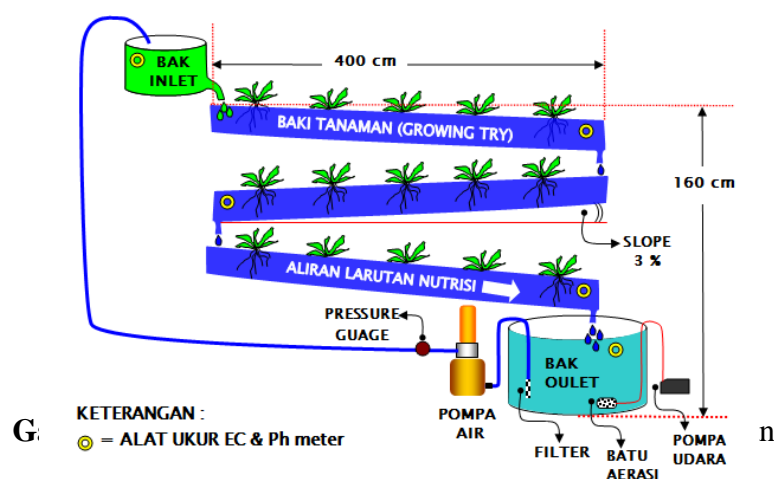 BAK
INLET
400 cm
BAKI TANAMAN (GROWING TRY)
160 cm
SLOPE
3 %
ALIRAN LARUTAN NUTRISI
PRESSURE
GUAGE
BAK
OULET
POMPA
AIR
FILTER
BATU
AERASI
POMPA
UDARA
KETERANGAN :
= ALAT UKUR EC & Ph meter